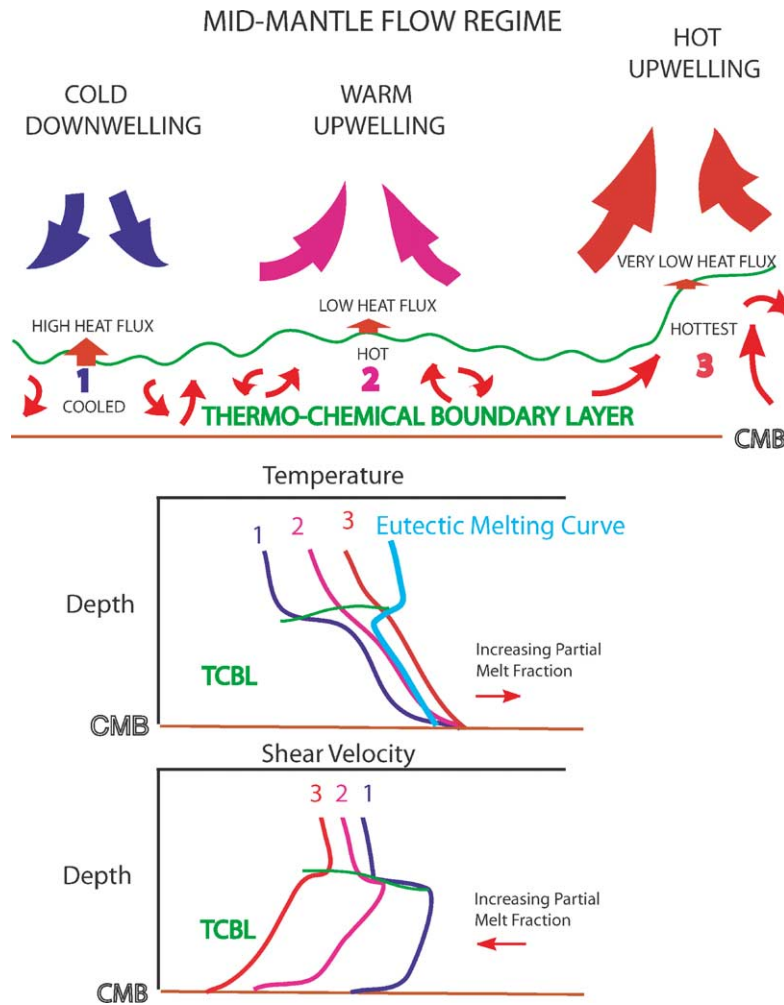 MID-MANTLE FLOW REGIME
COLD
DOWNWELLING
WARM
UPWELLING
HOT
UPWELLING
HIGH HEAT FLUX
1
COOLED
LOW HEAT FLUX
HOT
2
VERY LOW HEAT FLUX
HOTTEST
3
THERMO-CHEMICAL BOUNDARY LAYER
CMB
Temperature
1 2 3 Eutectic Melting Curve
Depth
Increasing Partial
Melt Fraction
TCBL
CMB
Shear Velocity
3 2 1
Depth
Increasing Partial
Melt Fraction
TCBL
CMB